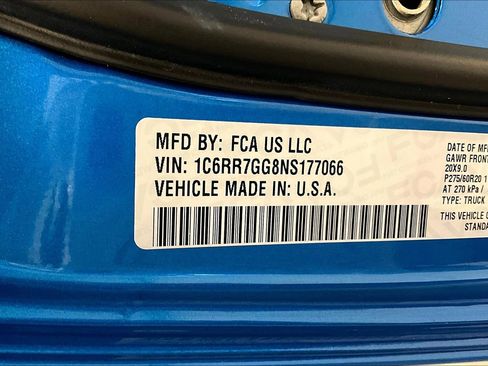 MFD BY: FCA US LLC
VIN: 1C6RR7GG8NS177066
VEHICLE MADE IN: U.S.A.
DATE OF MF
GAWR FRONT
20X9.0
P275/60R20 1
AT 270 kPa /
TYPE: TRUCK
THIS VEHICLE C
STANDA